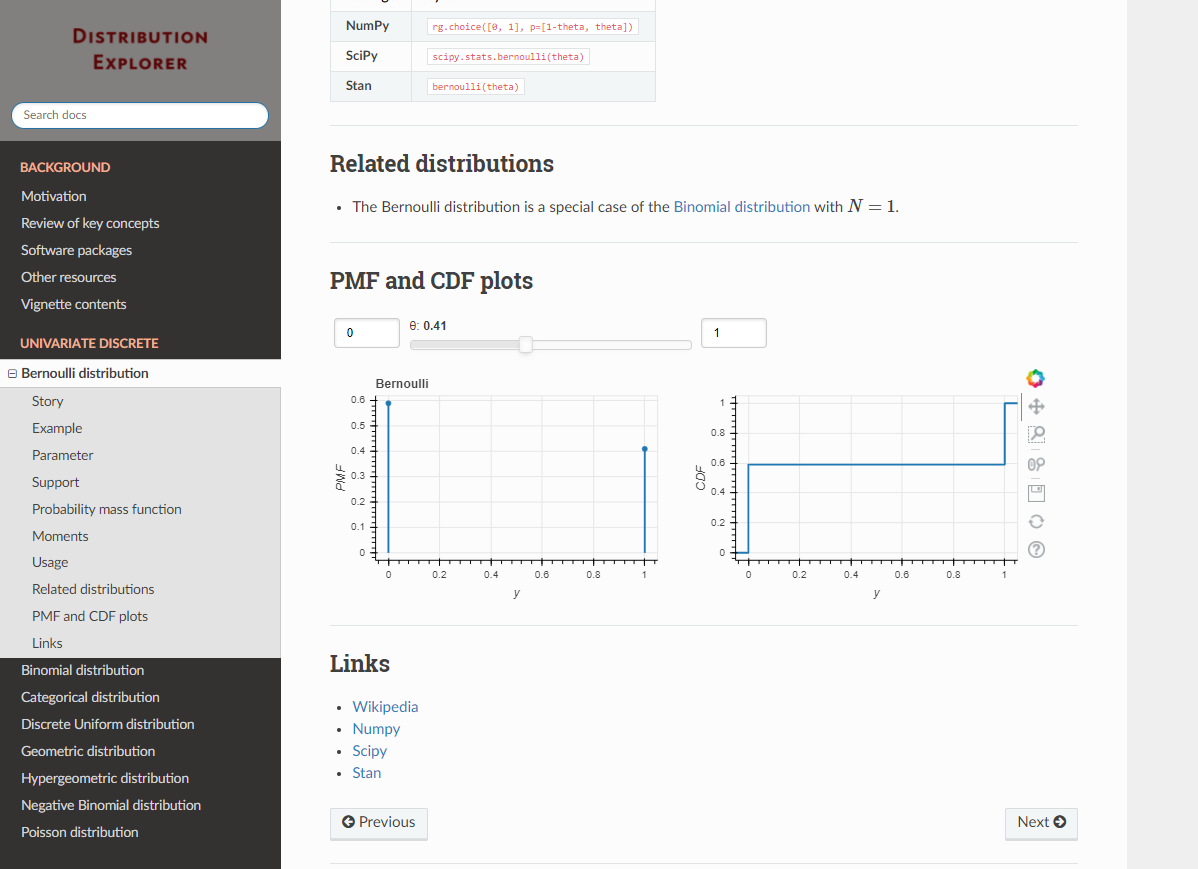 DISTRIBUTION
EXPLORER
Search docs
BACKGROUND
Motivation
Review of key concepts
Software packages
Other resources
Vignette contents
UNIVARIATE DISCRETE
Bernoulli distribution
Story
Example
Parameter
Support
Probability mass function
Moments
Usage
Related distributions
PMF and CDF plots
Links
Binomial distribution
Categorical distribution
Discrete Uniform distribution
Geometric distribution
Hypergeometric distribution
Negative Binomial distribution
Poisson distribution
NumPy rg.choice([0, 1], p=[1-theta, theta])
SciPy scipy.stats.bernoulli(theta)
Stan bernoulli(theta)
Related distributions
• The Bernoulli distribution is a special case of the Binomial distribution with N = 1.
PMF and CDF plots
0 θ: 0.41 1
Bernoulli
0.6
0.5
0.4
0.3
0.2
0.1
0
PMF
0 0.2 0.4 0.6 0.8 1
y
1
0.8
0.6
0.4
0.2
0
CDF
0 0.2 0.4 0.6 0.8 1
y
Links
• Wikipedia
• Numpy
• Scipy
• Stan
Previous
Next